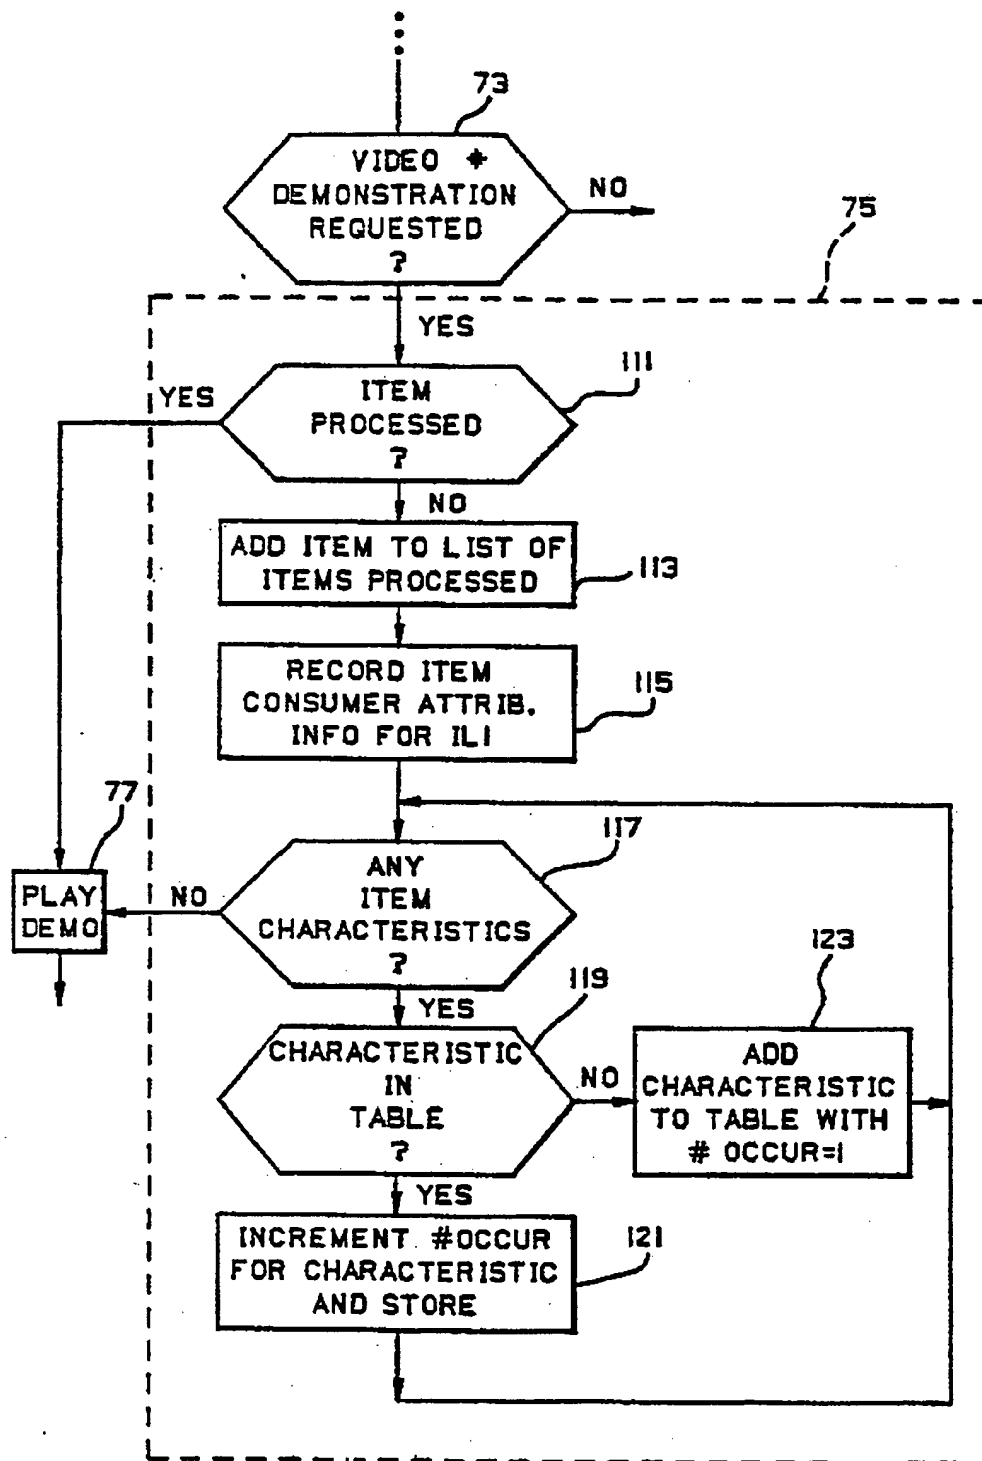 73
VIDEO *
DEMONSTRATION
REQUESTED
?
NO
75
YES
111
ITEM
PROCESSED
?
YES
NO
ADD ITEM TO LIST OF
ITEMS PROCESSED
113
RECORD ITEM
CONSUMER ATTRIB.
INFO FOR ILI
115
77
PLAY
DEMO
NO
117
ANY
ITEM
CHARACTERISTICS
?
YES
119
CHARACTERISTIC
IN
TABLE
?
NO
123
ADD
CHARACTERISTIC
TO TABLE WITH
# OCCUR=1
YES
INCREMENT #OCCUR
FOR CHARACTERISTIC
AND STORE
121